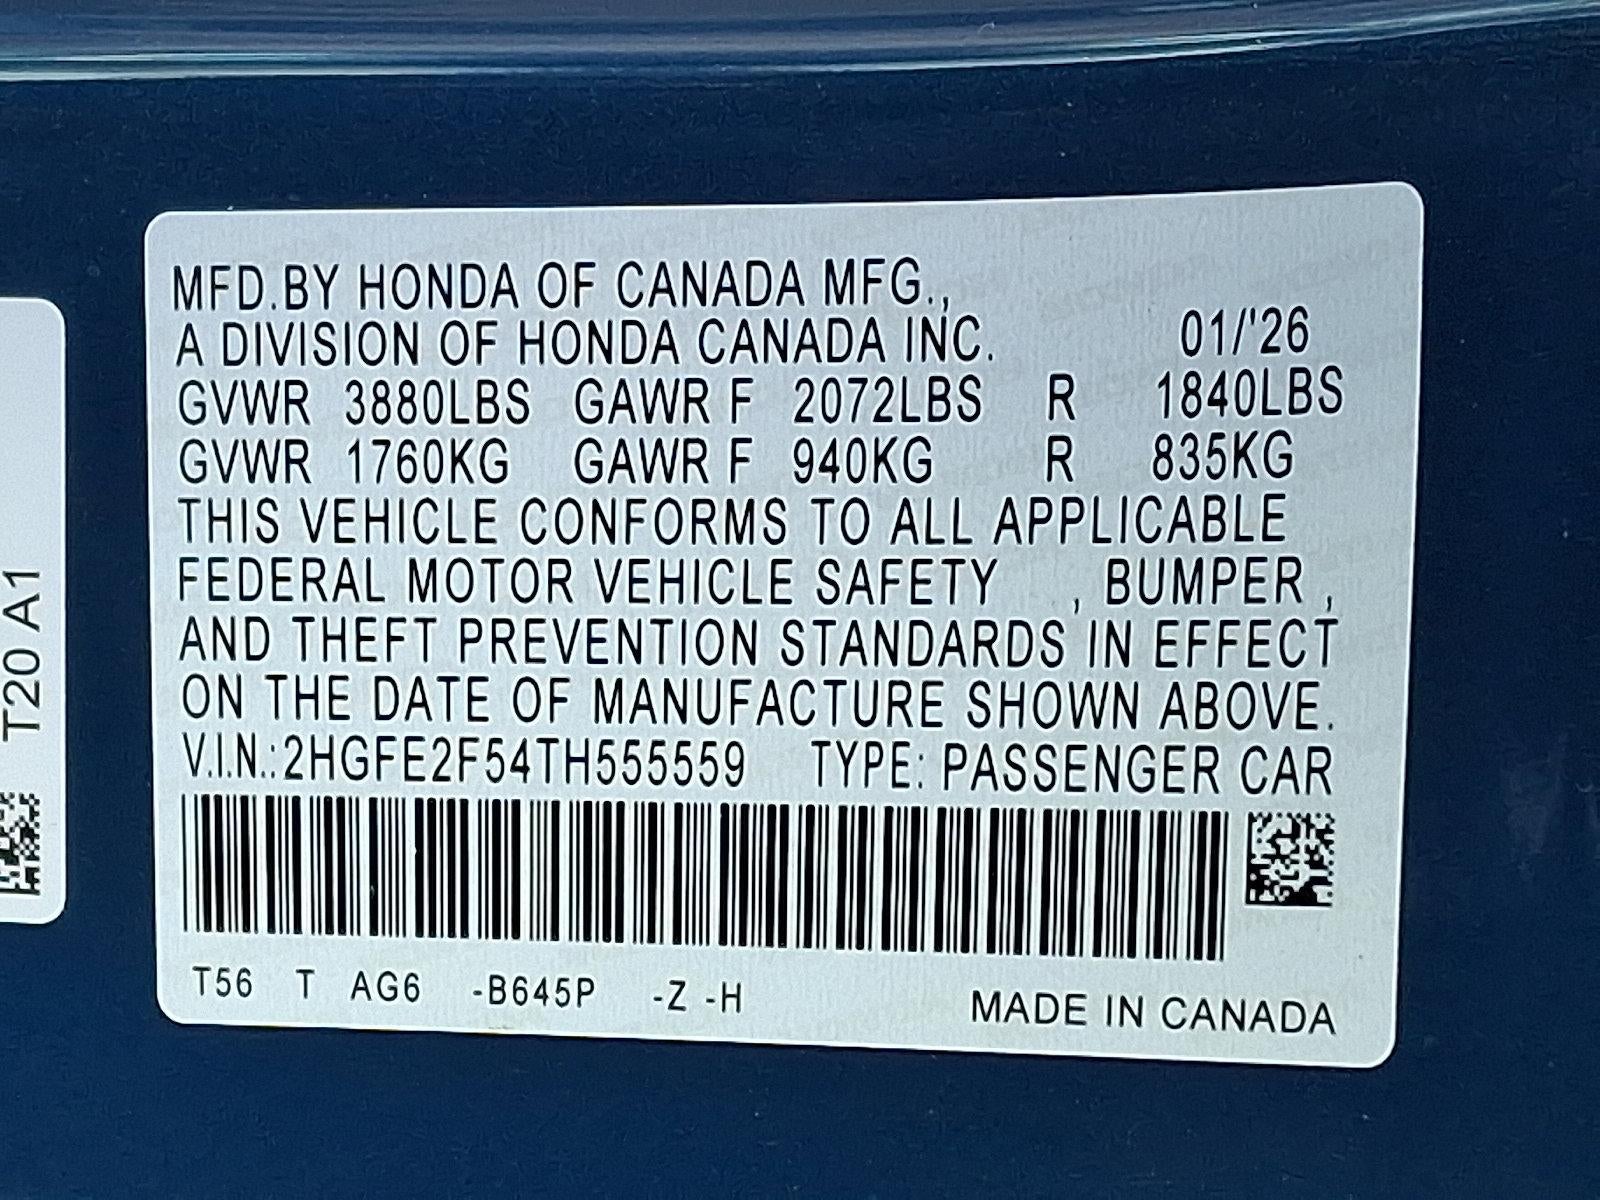 MFD.BY HONDA OF CANADA MFG.,
A DIVISION OF HONDA CANADA INC. 01/'26
GVWR 3880LBS GAWR F 2072LBS R 1840LBS
GVWR 1760KG GAWR F 940KG R 835KG
THIS VEHICLE CONFORMS TO ALL APPLICABLE
FEDERAL MOTOR VEHICLE SAFETY , BUMPER ,
AND THEFT PREVENTION STANDARDS IN EFFECT
ON THE DATE OF MANUFACTURE SHOWN ABOVE.
V.I.N.:2HGFE2F54TH555559 TYPE: PASSENGER CAR
T56 T AG6 -B645P -Z -H
MADE IN CANADA
T20 A1